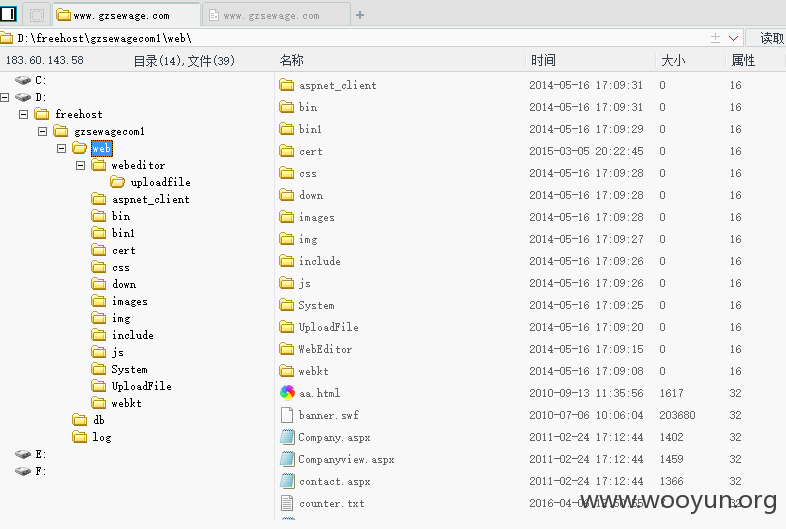 www.gzsewage.com
www.gzsewage.com
D:\freehost\gzsewagecom1\web\
读取
183.60.143.58
目录(14),文件(39)
名称 时间 大小 属性
C:
D:
freehost
gzsewagecom1
web
webeditor
uploadfile
aspnet_client
bin
bin1
cert
css
down
images
img
include
js
System
UploadFile
webkt
db
log
E:
F:
aspnet_client 2014-05-16 17:09:31 0 16
bin 2014-05-16 17:09:31 0 16
bin1 2014-05-16 17:09:29 0 16
cert 2015-03-05 20:22:45 0 16
css 2014-05-16 17:09:28 0 16
down 2014-05-16 17:09:28 0 16
images 2014-05-16 17:09:28 0 16
img 2014-05-16 17:09:27 0 16
include 2014-05-16 17:09:26 0 16
js 2014-05-16 17:09:26 0 16
System 2014-05-16 17:09:25 0 16
UploadFile 2014-05-16 17:09:20 0 16
WebEditor 2014-05-16 17:09:15 0 16
webkt 2014-05-16 17:09:08 0 16
aa.html 2010-09-13 11:35:56 1617 32
banner.swf 2010-07-06 10:06:04 203680 32
Company.aspx 2011-02-24 17:12:44 1402 32
Companyview.aspx 2011-02-24 17:12:44 1459 32
contact.aspx 2011-02-24 17:12:44 1366 32
counter.txt 32
www.wooyun.org